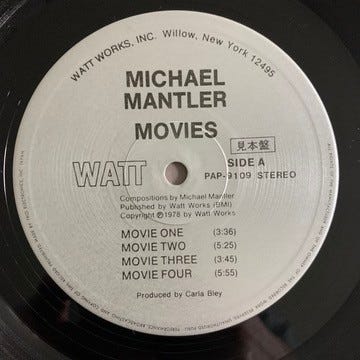 WATT WORKS, INC. Willow, New York 12495
MICHAEL
MANTLER
MOVIES
見本盤
WATT
SIDE A
PAP-9109 STEREO
Compositions by Michael Mantler
Published by Watt Works (BMI)
Copyright Ⓟ1978 by Watt Works
MOVIE ONE (3:36)
MOVIE TWO (5:25)
MOVIE THREE (3:45)
MOVIE FOUR (5:55)
Produced by Carla Bley